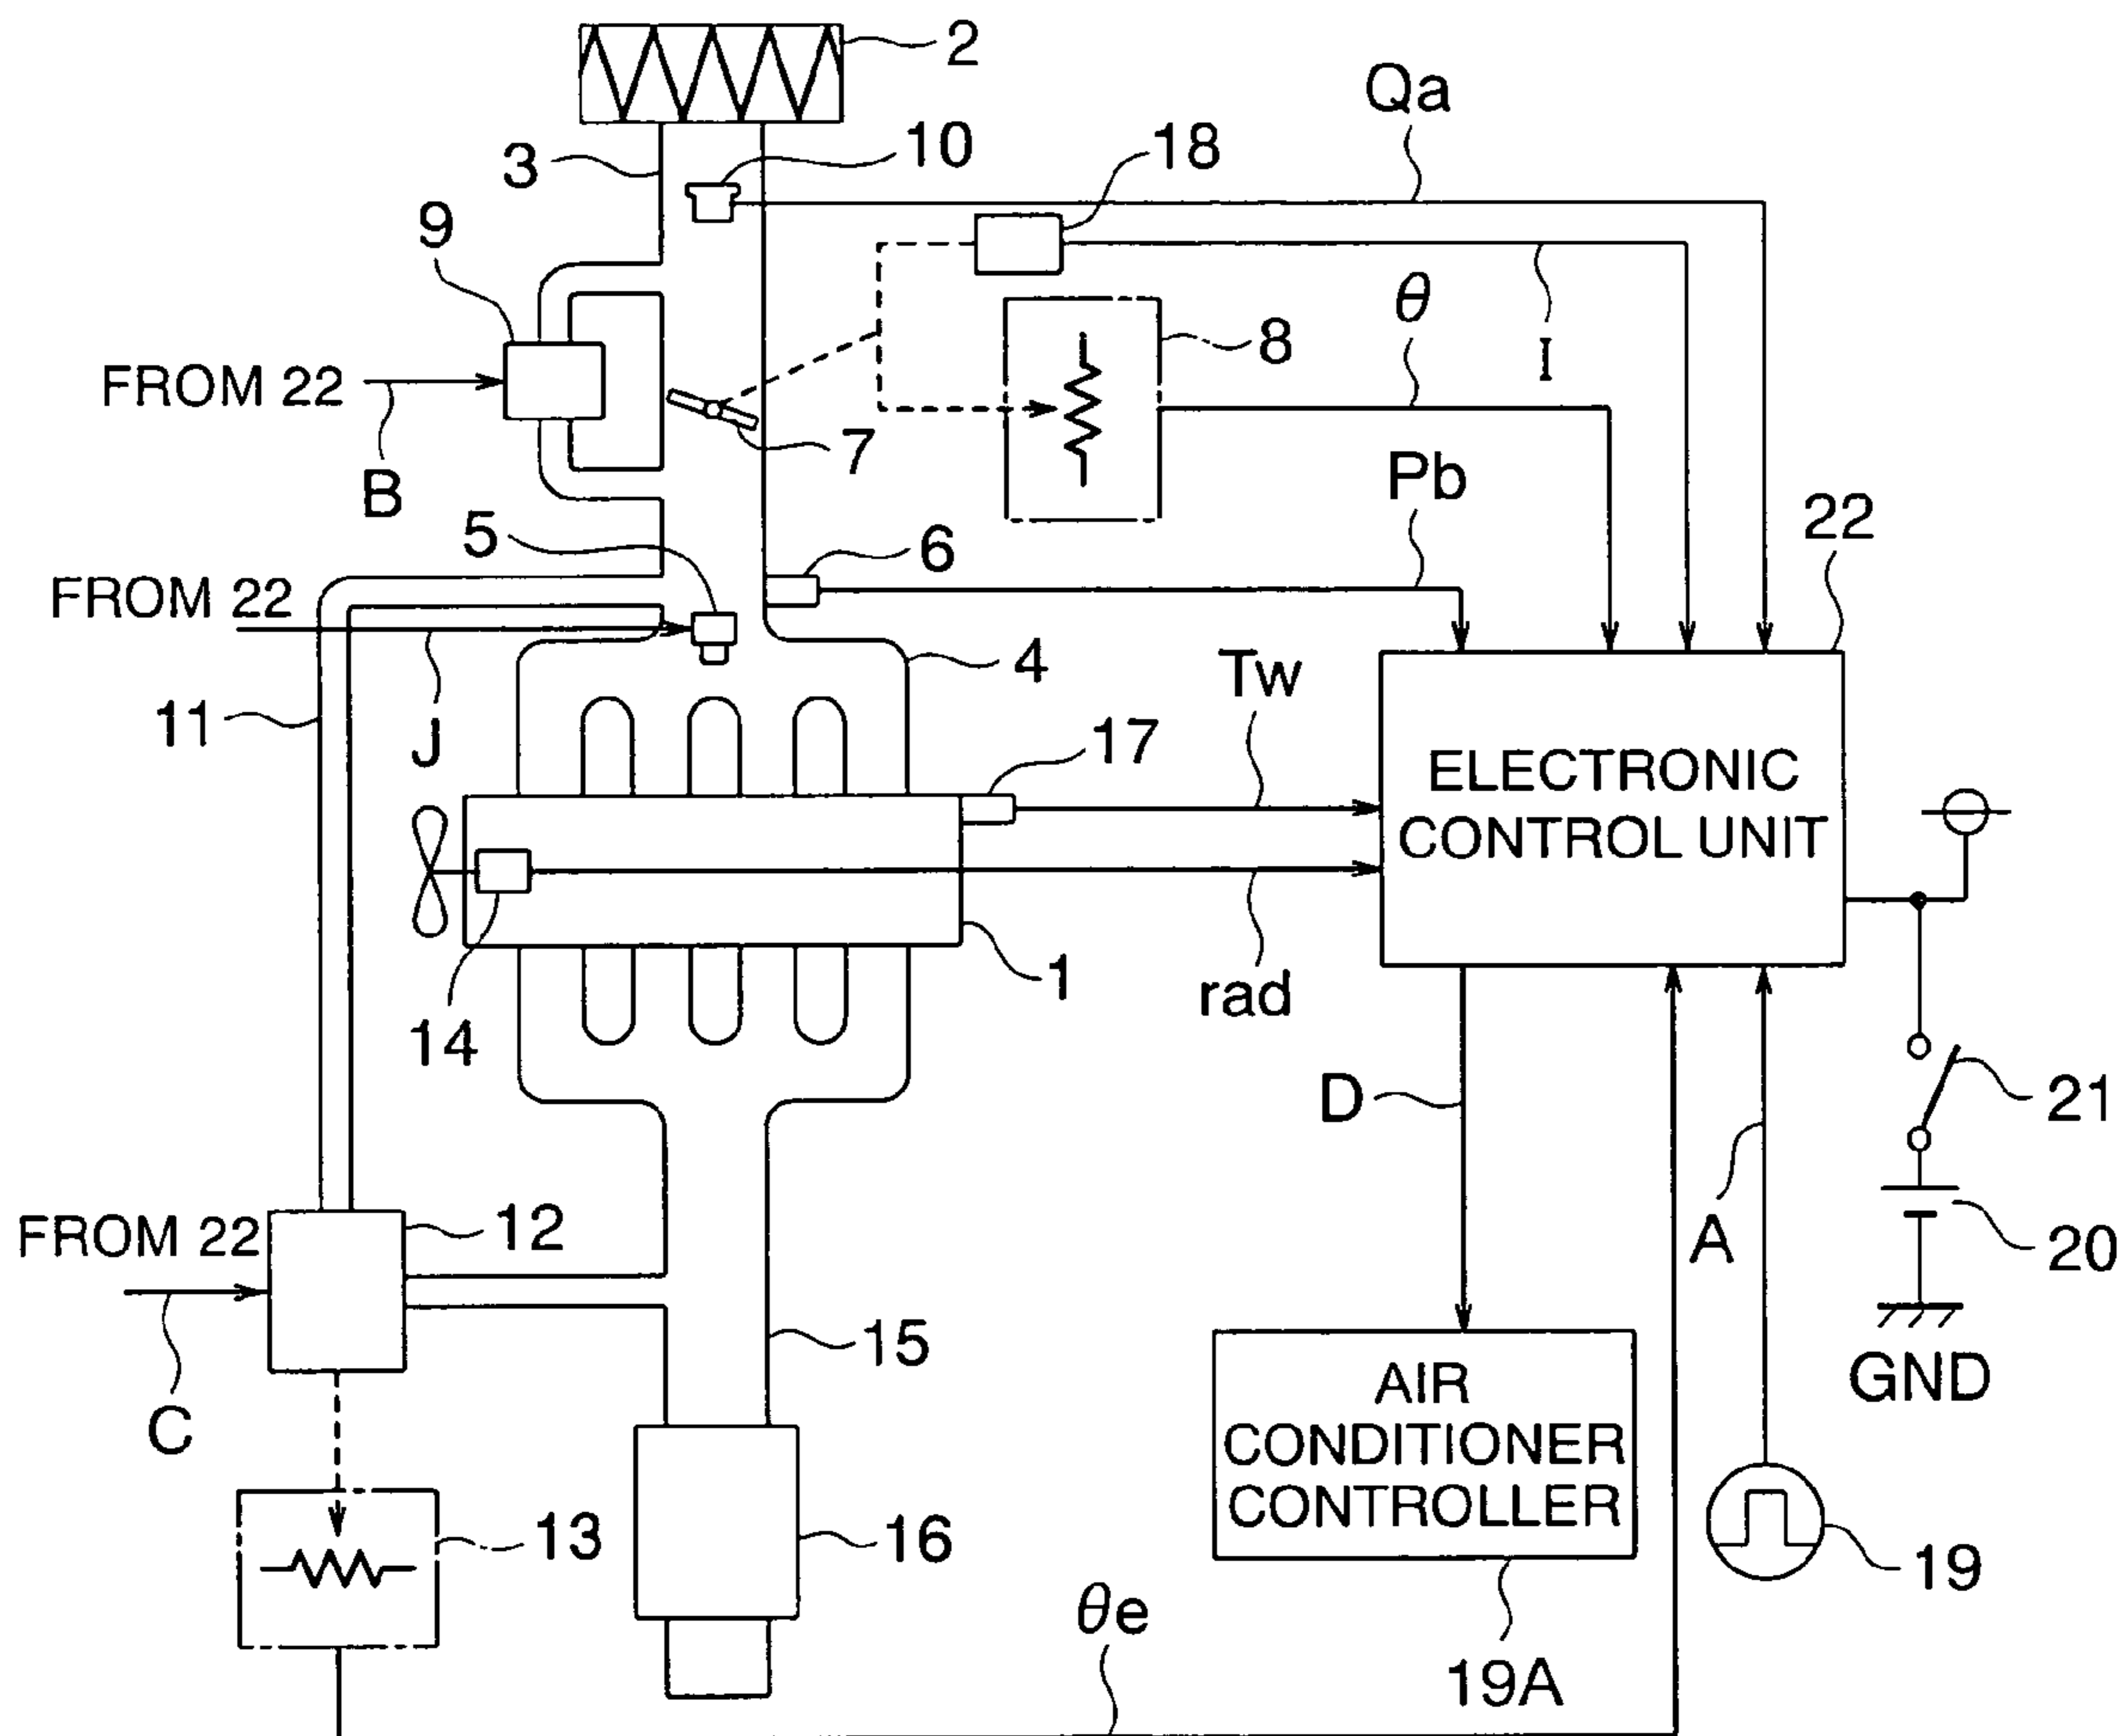 2
Qa
10
18
3
9
θ
I
8
FROM 22
7
B
Pb
22
5
6
FROM 22
4
Tw
11
J
17
ELECTRONIC
CONTROL UNIT
1
rad
14
D
21
FROM 22
12
A
20
15
GND
C
AIR
CONDITIONER
CONTROLLER
13
16
19
θe
19A